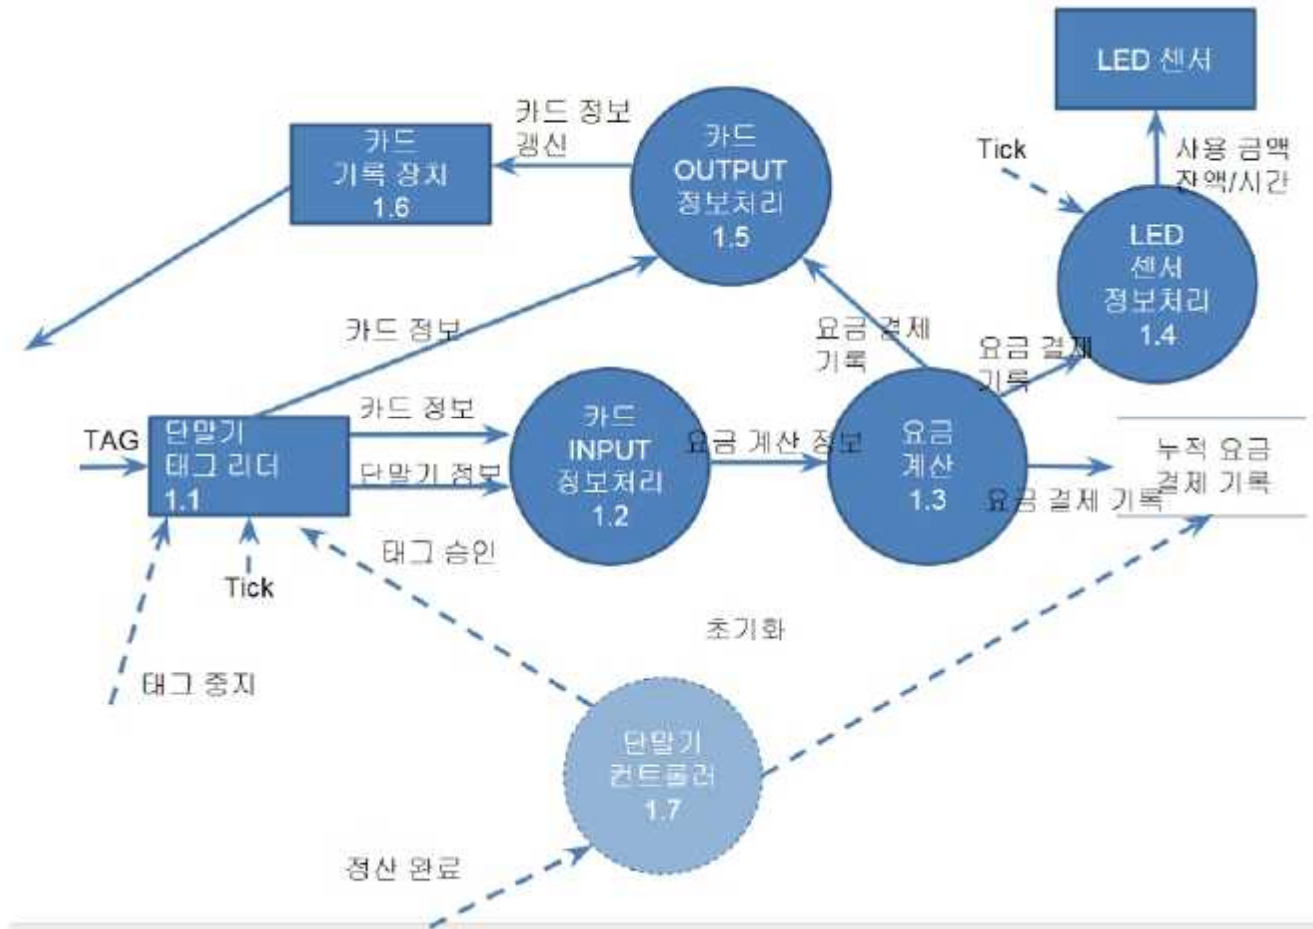 LED 센서
카드 정보
갱신
카드
기록 장치
1.6
카드
OUTPUT
정보처리
1.5
Tick
사용 금액
잔액/시간
LED
센서
정보처리
1.4
카드 정보
요금 결제
기록
요금 결제
기록
TAG
단말기
태그 리더
1.1
카드 정보
단말기 정보
카드
INPUT
정보처리
1.2
요금 계산 정보
요금
계산
1.3
요금 결제 기록
누적 요금
결제 기록
Tick
태그 승인
초기화
태그 중지
단말기
컨트롤러
1.7
정산 완료